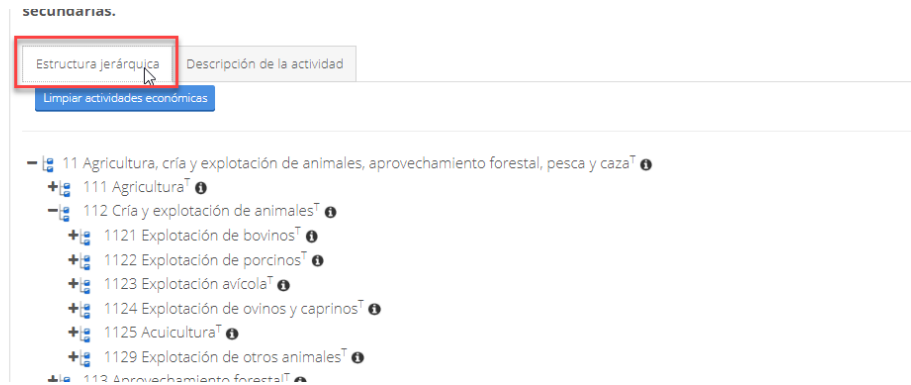 secundarias.
Estructura jerárquica Descripción de la actividad
Limpiar actividades económicas
11 Agricultura, cría y explotación de animales, aprovechamiento forestal, pesca y cazaᵀ
111 Agriculturaᵀ
112 Cría y explotación de animalesᵀ
1121 Explotación de bovinosᵀ
1122 Explotación de porcinosᵀ
1123 Explotación avícolaᵀ
1124 Explotación de ovinos y caprinosᵀ
1125 Acuiculturaᵀ
1129 Explotación de otros animalesᵀ
113 Aprovechamiento forestalᵀ